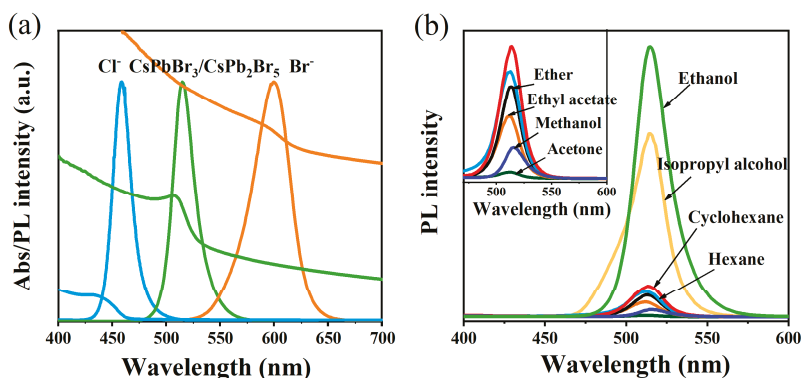 (a)
Cl⁻ CsPbBr₃/CsPb₂Br₅ Br⁻
Abs/PL intensity (a.u.)
400 450 500 550 600 650 700
Wavelength (nm)
(b)
Ether
Ethyl acetate
Methanol
Acetone
500 550 600
Wavelength (nm)
Ethanol
Isopropyl alcohol
Cyclohexane
Hexane
PL intensity
400 450 500 550 600
Wavelength (nm)